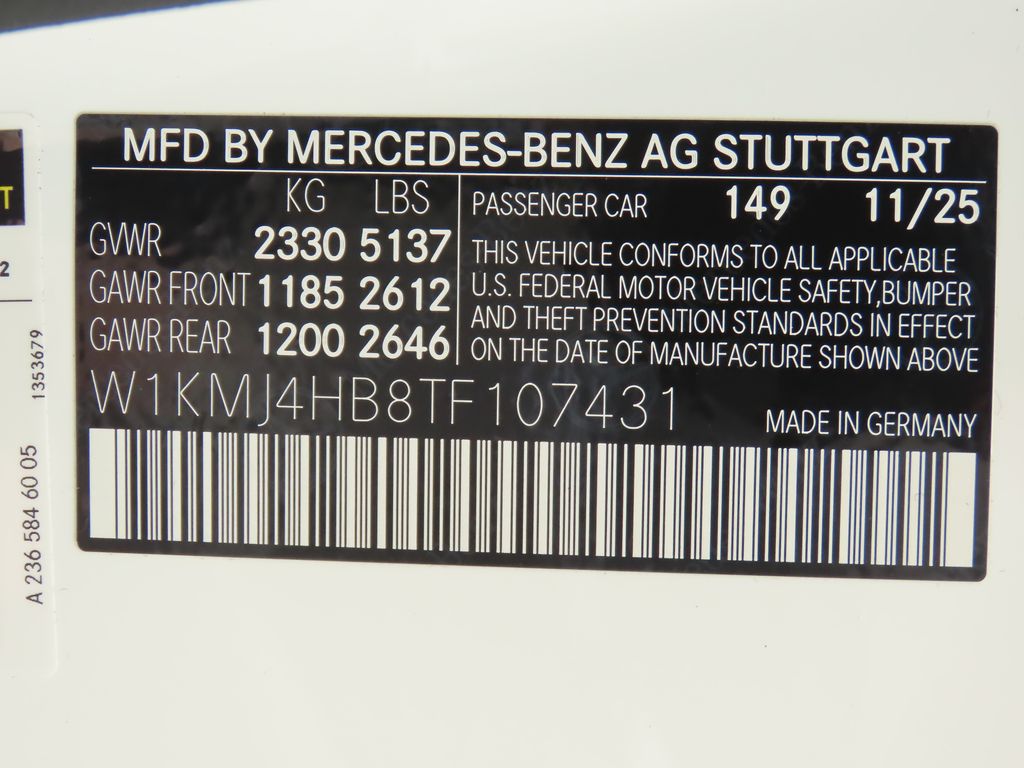 MFD BY MERCEDES-BENZ AG STUTTGART
KG LBS
GVWR 2330 5137
GAWR FRONT 1185 2612
GAWR REAR 1200 2646
PASSENGER CAR 149 11/25
THIS VEHICLE CONFORMS TO ALL APPLICABLE
U.S. FEDERAL MOTOR VEHICLE SAFETY,BUMPER
AND THEFT PREVENTION STANDARDS IN EFFECT
ON THE DATE OF MANUFACTURE SHOWN ABOVE
W1KMJ4HB8TF107431
MADE IN GERMANY
T
2
1353679
A 236 584 60 05